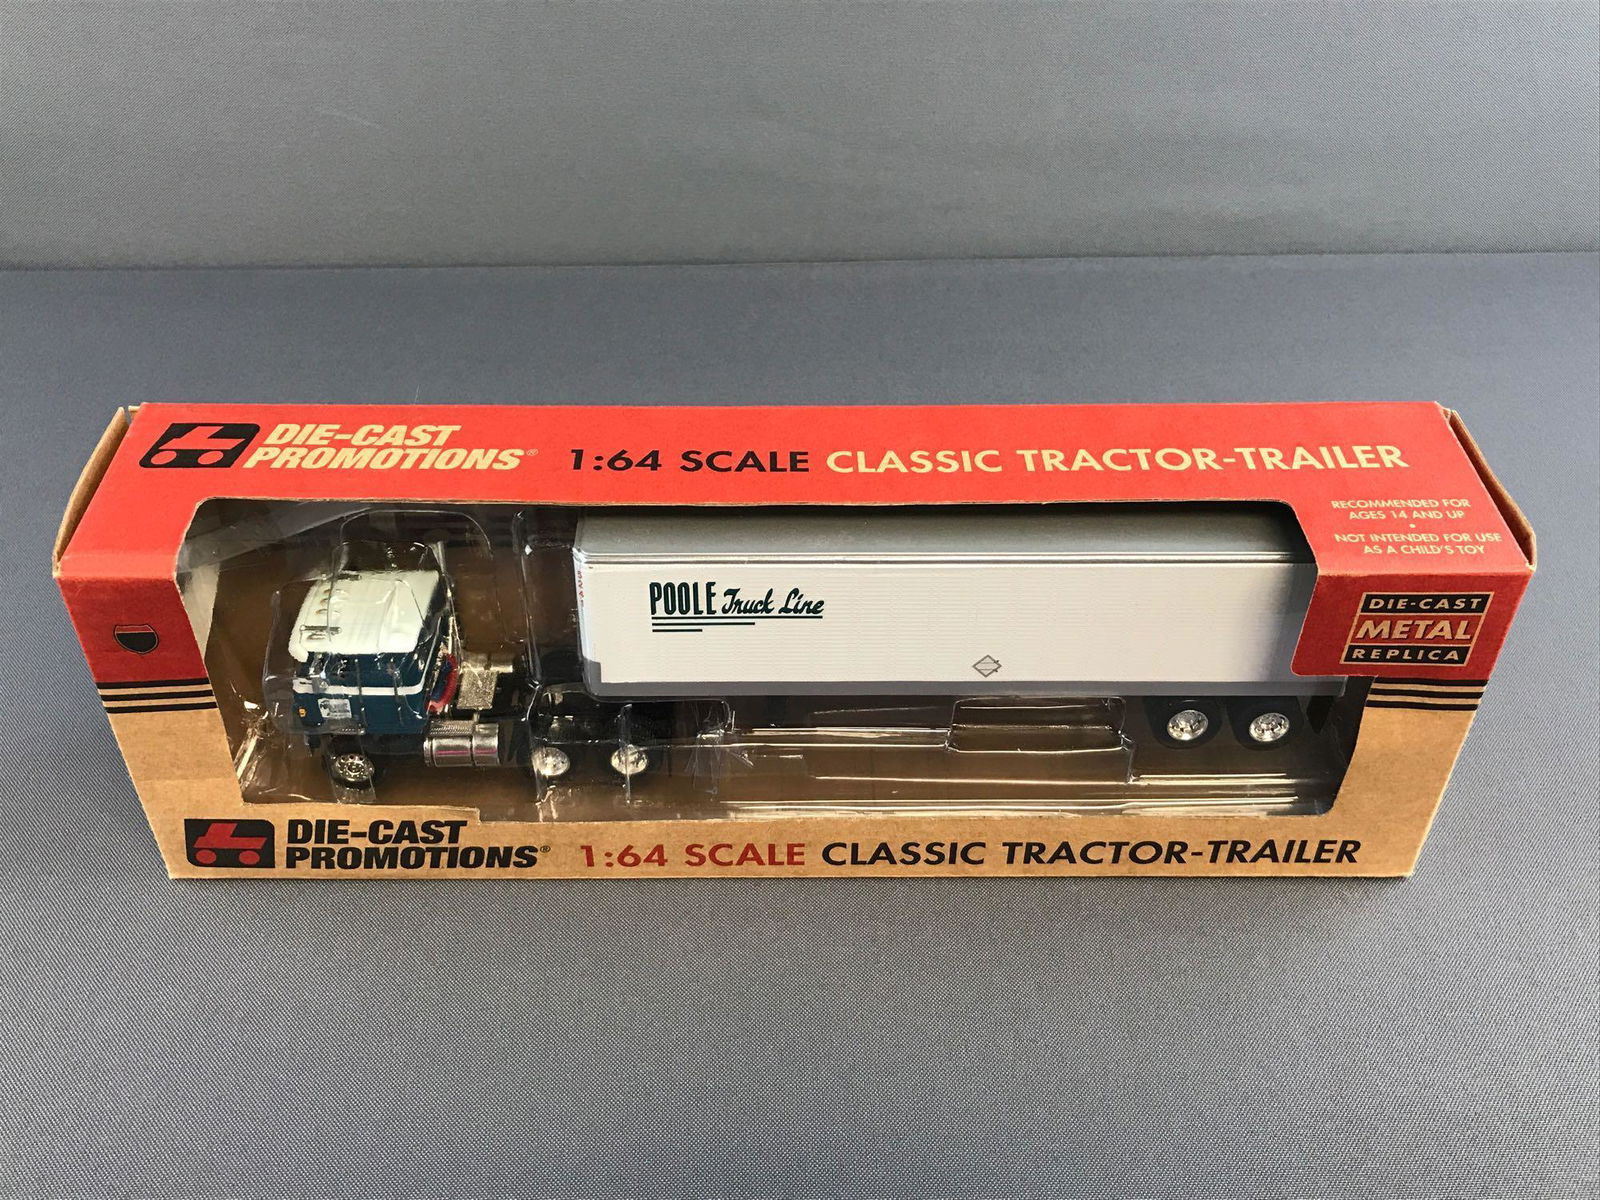 DIE-CAST
PROMOTIONS®
1:64 SCALE CLASSIC TRACTOR-TRAILER
RECOMMENDED FOR
AGES 14 AND UP
•
NOT INTENDED FOR USE
AS A CHILD'S TOY
POOLE Truck Line
DIE-CAST
METAL
REPLICA
DIE-CAST
PROMOTIONS®
1:64 SCALE CLASSIC TRACTOR-TRAILER